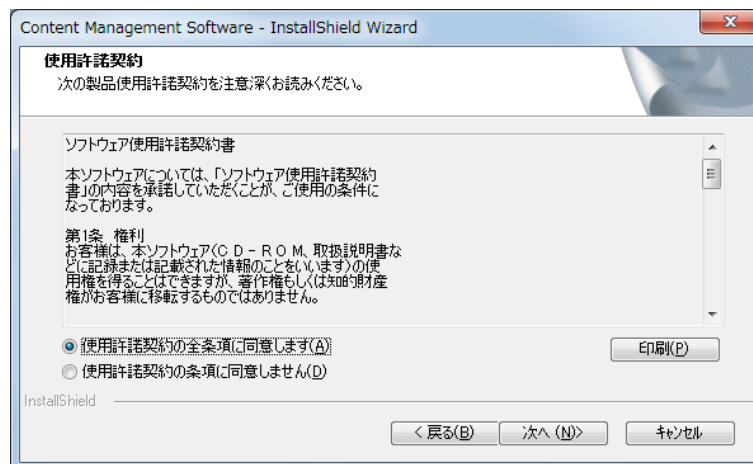 Content Management Software - InstallShield Wizard
使用許諾契約
次の製品使用許諾契約を注意深くお読みください。
ソフトウェア使用許諾契約書
本ソフトウェアについては、「ソフトウェア使用許諾契約
書」の内容を承諾していただくことが、ご使用の条件に
なっております。
第1条 権利
お客様は、本ソフトウェア(CD-ROM、取扱説明書な
どに記録または記載された情報のことをいいます)の使
用権を得ることはできますが、著作権もしくは知的財産
権がお客様に移転するものではありません。
使用許諾契約の全条項に同意します(A)
印刷(P)
使用許諾契約の条項に同意しません(D)
InstallShield
< 戻る(B)
次へ (N)>
キャンセル